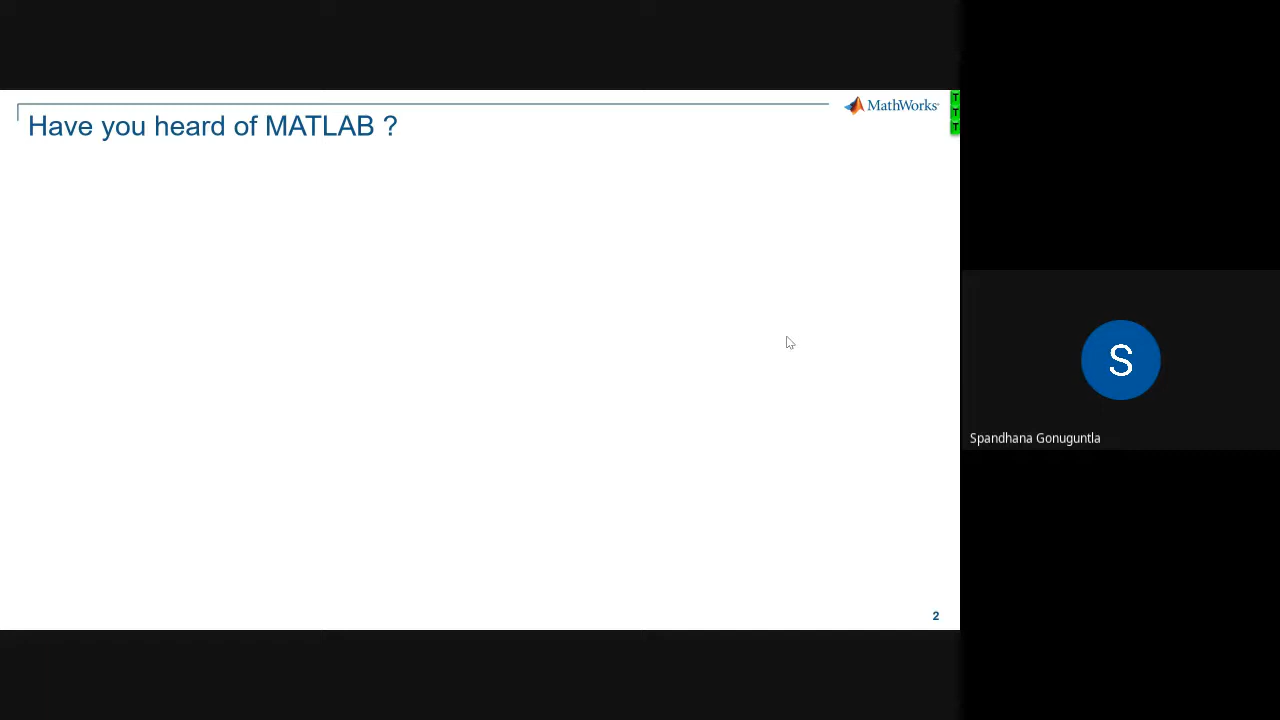 MathWorks®
Have you heard of MATLAB ?
T
T
T
S
Spandhana Gonuguntla
2